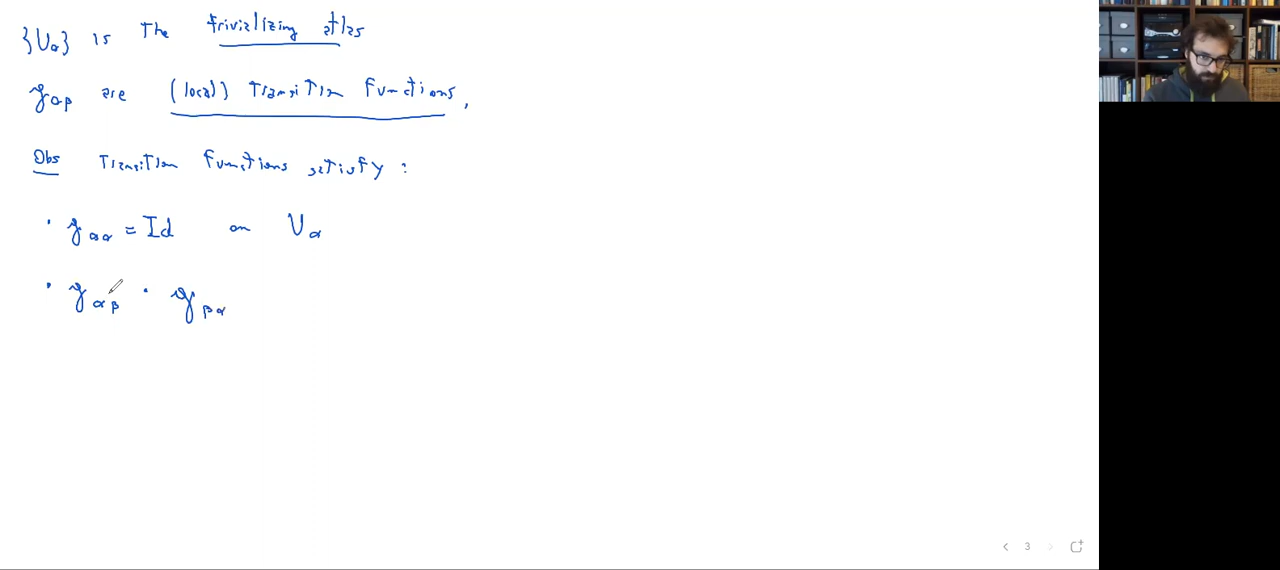 {U_α} is the trivializing atlas
g_αβ are (local) transition functions,
Obs Transition functions satisfy :
· g_αα = Id on U_α
· g_αβ · g_βα
3